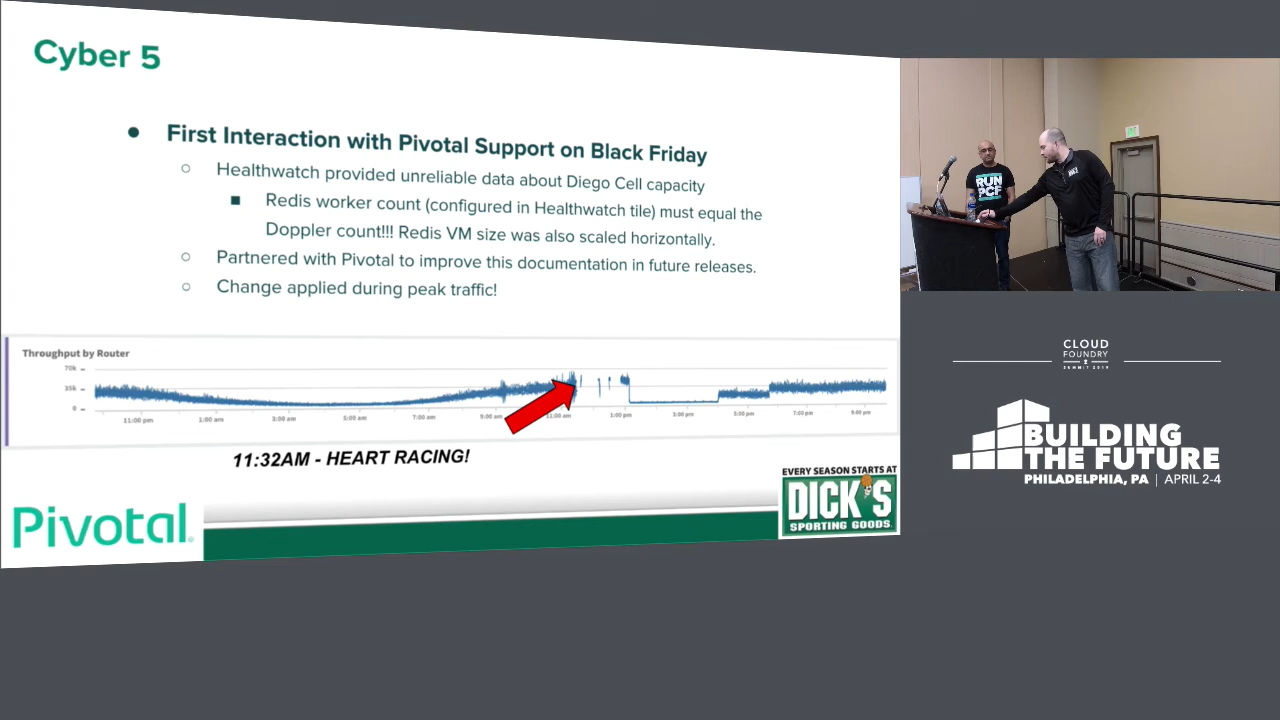 Cyber 5
● First Interaction with Pivotal Support on Black Friday
○ Healthwatch provided unreliable data about Diego Cell capacity
■ Redis worker count (configured in Healthwatch tile) must equal the
Doppler count!!! Redis VM size was also scaled horizontally.
○ Partnered with Pivotal to improve this documentation in future releases.
○ Change applied during peak traffic!
Throughput by Router
70k
35k
0
11:00 pm 1:00 am 3:00 am 5:00 am 7:00 am 9:00 am 11:00 am 1:00 pm 3:00 pm 5:00 pm 7:00 pm 9:00 pm
11:32AM - HEART RACING!
Pivotal
EVERY SEASON STARTS AT
DICK'S
SPORTING GOODS
RUN
PCF
CLOUD
FOUNDRY
SUMMIT 2019
BUILDING
THE FUTURE
PHILADELPHIA, PA | APRIL 2-4